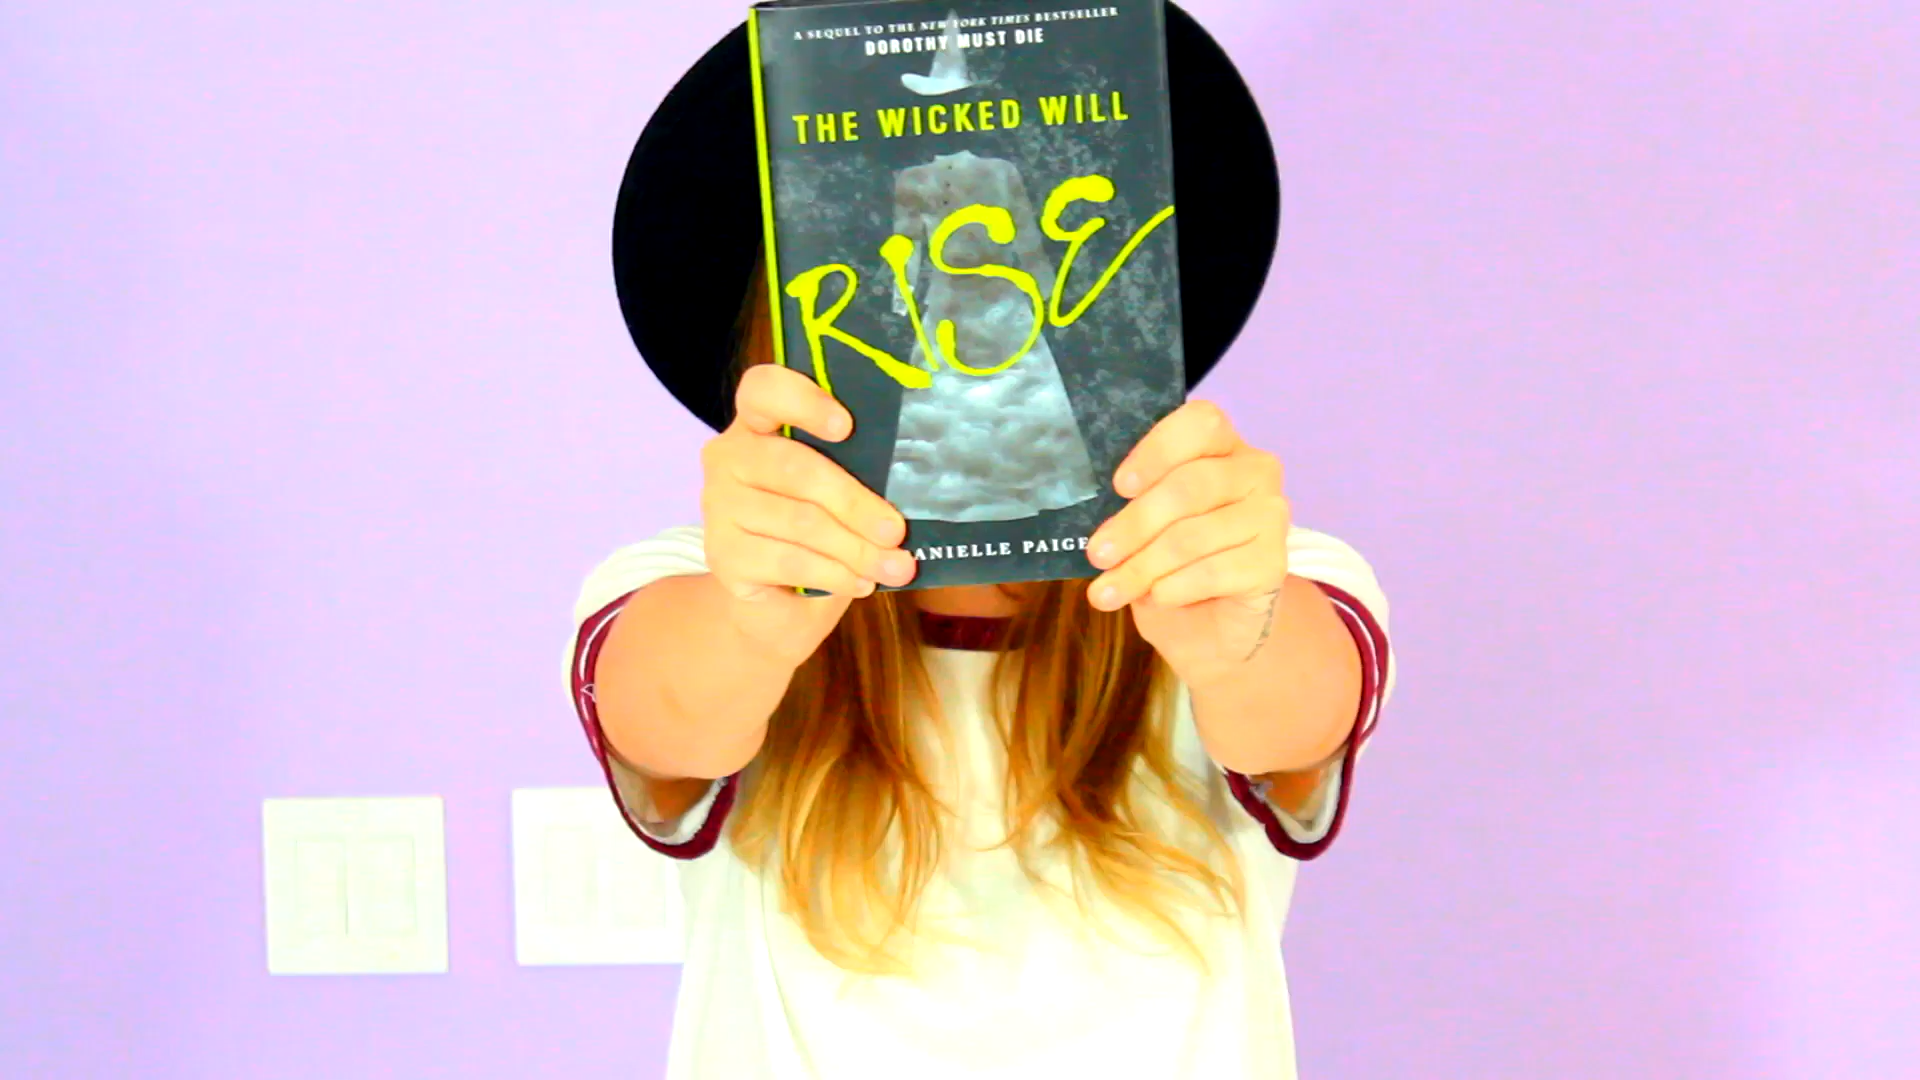 A SEQUEL TO THE NEW YORK TIMES BESTSELLER
DOROTHY MUST DIE
THE WICKED WILL
RISE
ANIELLE PAIGE